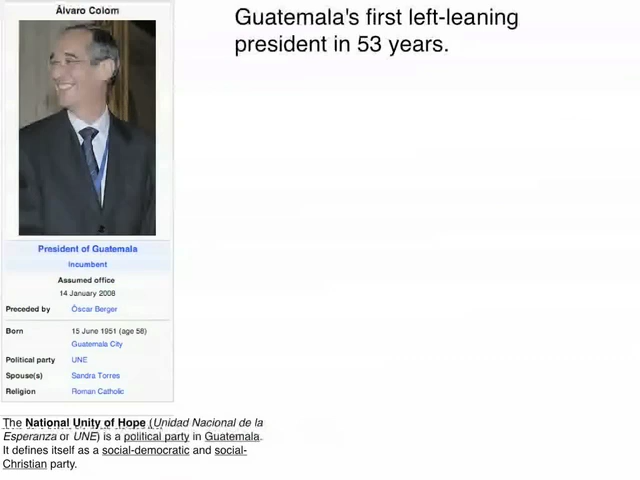 Álvaro Colom
Guatemala's first left-leaning
president in 53 years.
President of Guatemala
Incumbent
Assumed office
14 January 2008
Preceded by Óscar Berger
Born 15 June 1951 (age 58)
Guatemala City
Political party UNE
Spouse(s) Sandra Torres
Religion Roman Catholic
The National Unity of Hope (Unidad Nacional de la
Esperanza or UNE) is a political party in Guatemala.
It defines itself as a social-democratic and social-
Christian party.